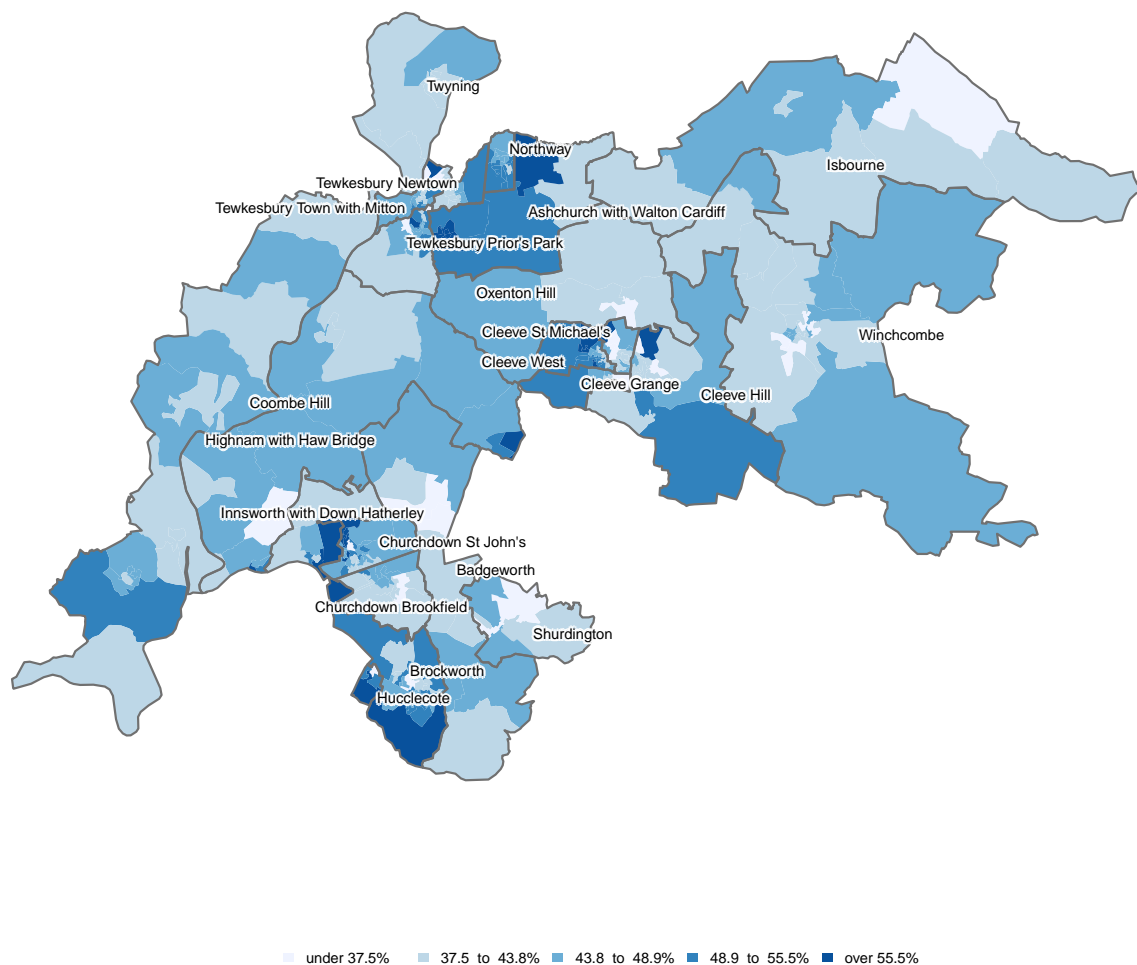 Twyning
Northway
Isbourne
Tewkesbury Newtown
Tewkesbury Town with Mitton
Ashchurch with Walton Cardiff
Tewkesbury Prior's Park
Oxenton Hill
Cleeve St Michael's
Winchcombe
Cleeve West
Cleeve Grange
Cleeve Hill
Coombe Hill
Highnam with Haw Bridge
Innsworth with Down Hatherley
Churchdown St John's
Badgeworth
Churchdown Brookfield
Shurdington
Brockworth
Hucclecote
under 37.5% 37.5 to 43.8% 43.8 to 48.9% 48.9 to 55.5% over 55.5%